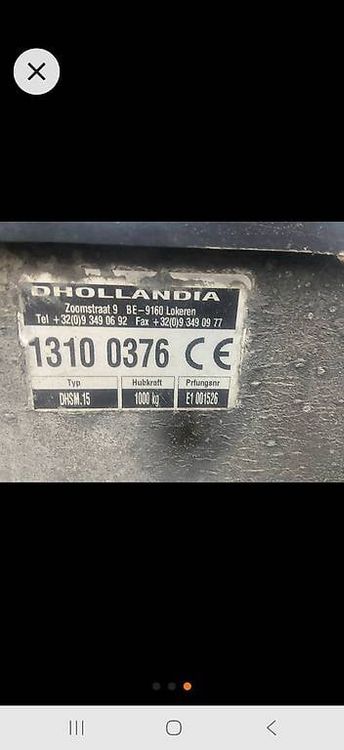 DHOLLANDIA
Zoomstraat 9 BE-9160 Lokeren
Tel +32(0)9 349 06 92 Fax +32(0)9 349 09 77
1310 0376 CE
Typ Hubkraft Prfungsnr
DHSM.15 1000 kg E1 001526